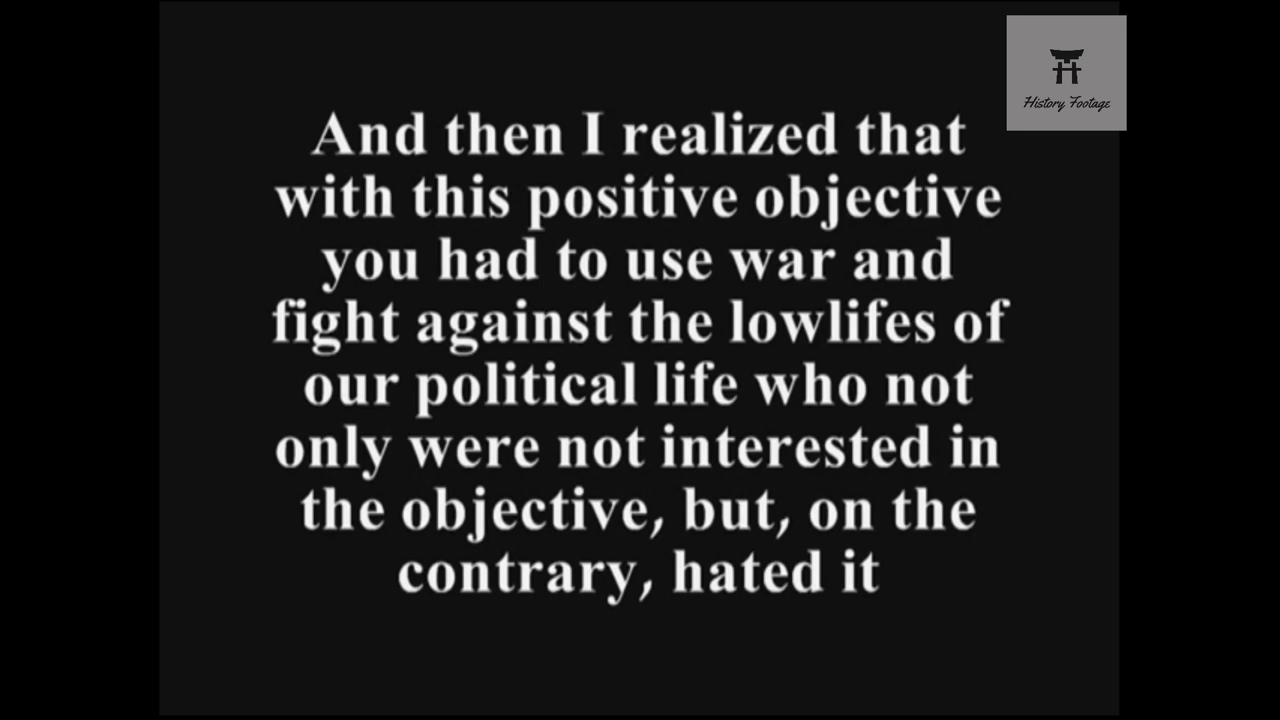 History Footage
And then I realized that
with this positive objective
you had to use war and
fight against the lowlifes of
our political life who not
only were not interested in
the objective, but, on the
contrary, hated it